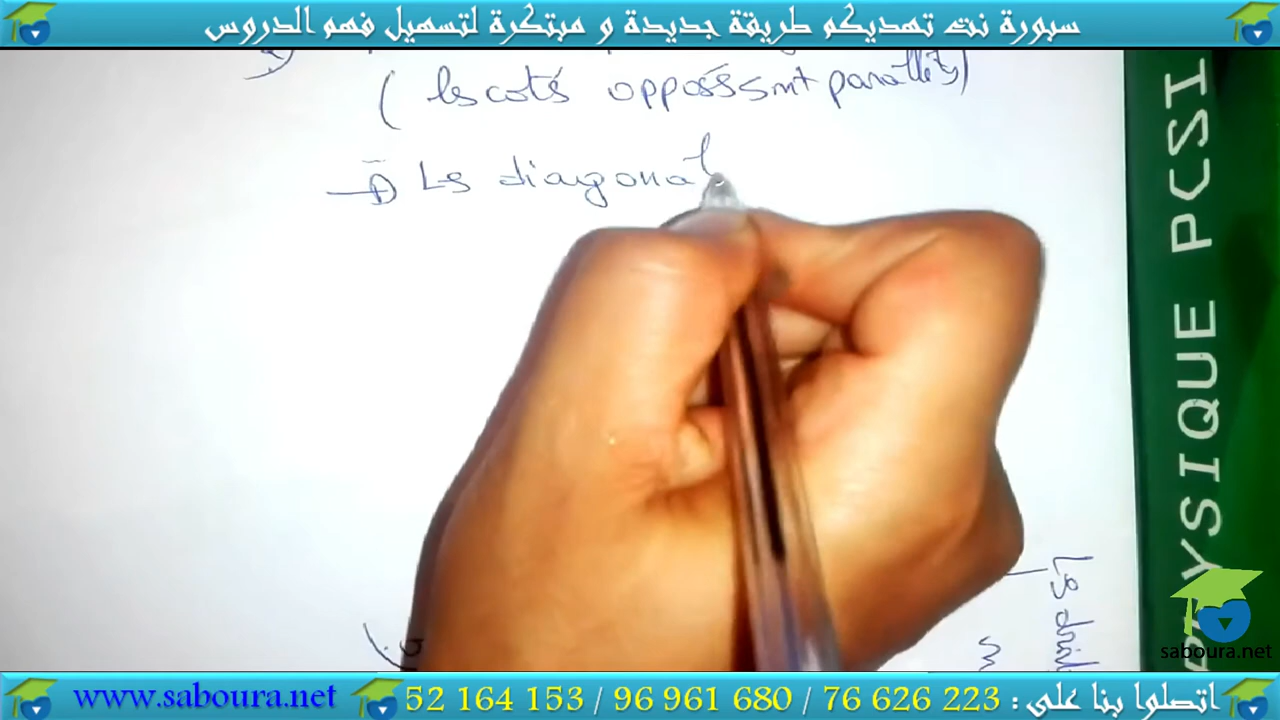 سبورة نت تهديكم طريقة جديدة و مبتكرة لتسهيل فهم الدروس
( les cotés opposés sont parallèles)
Les diagonal
PHYSIQUE PCSI
Les
saboura.net
www.saboura.net
52 164 153 / 96 961 680 / 76 626 223 : اتصلوا بنا على